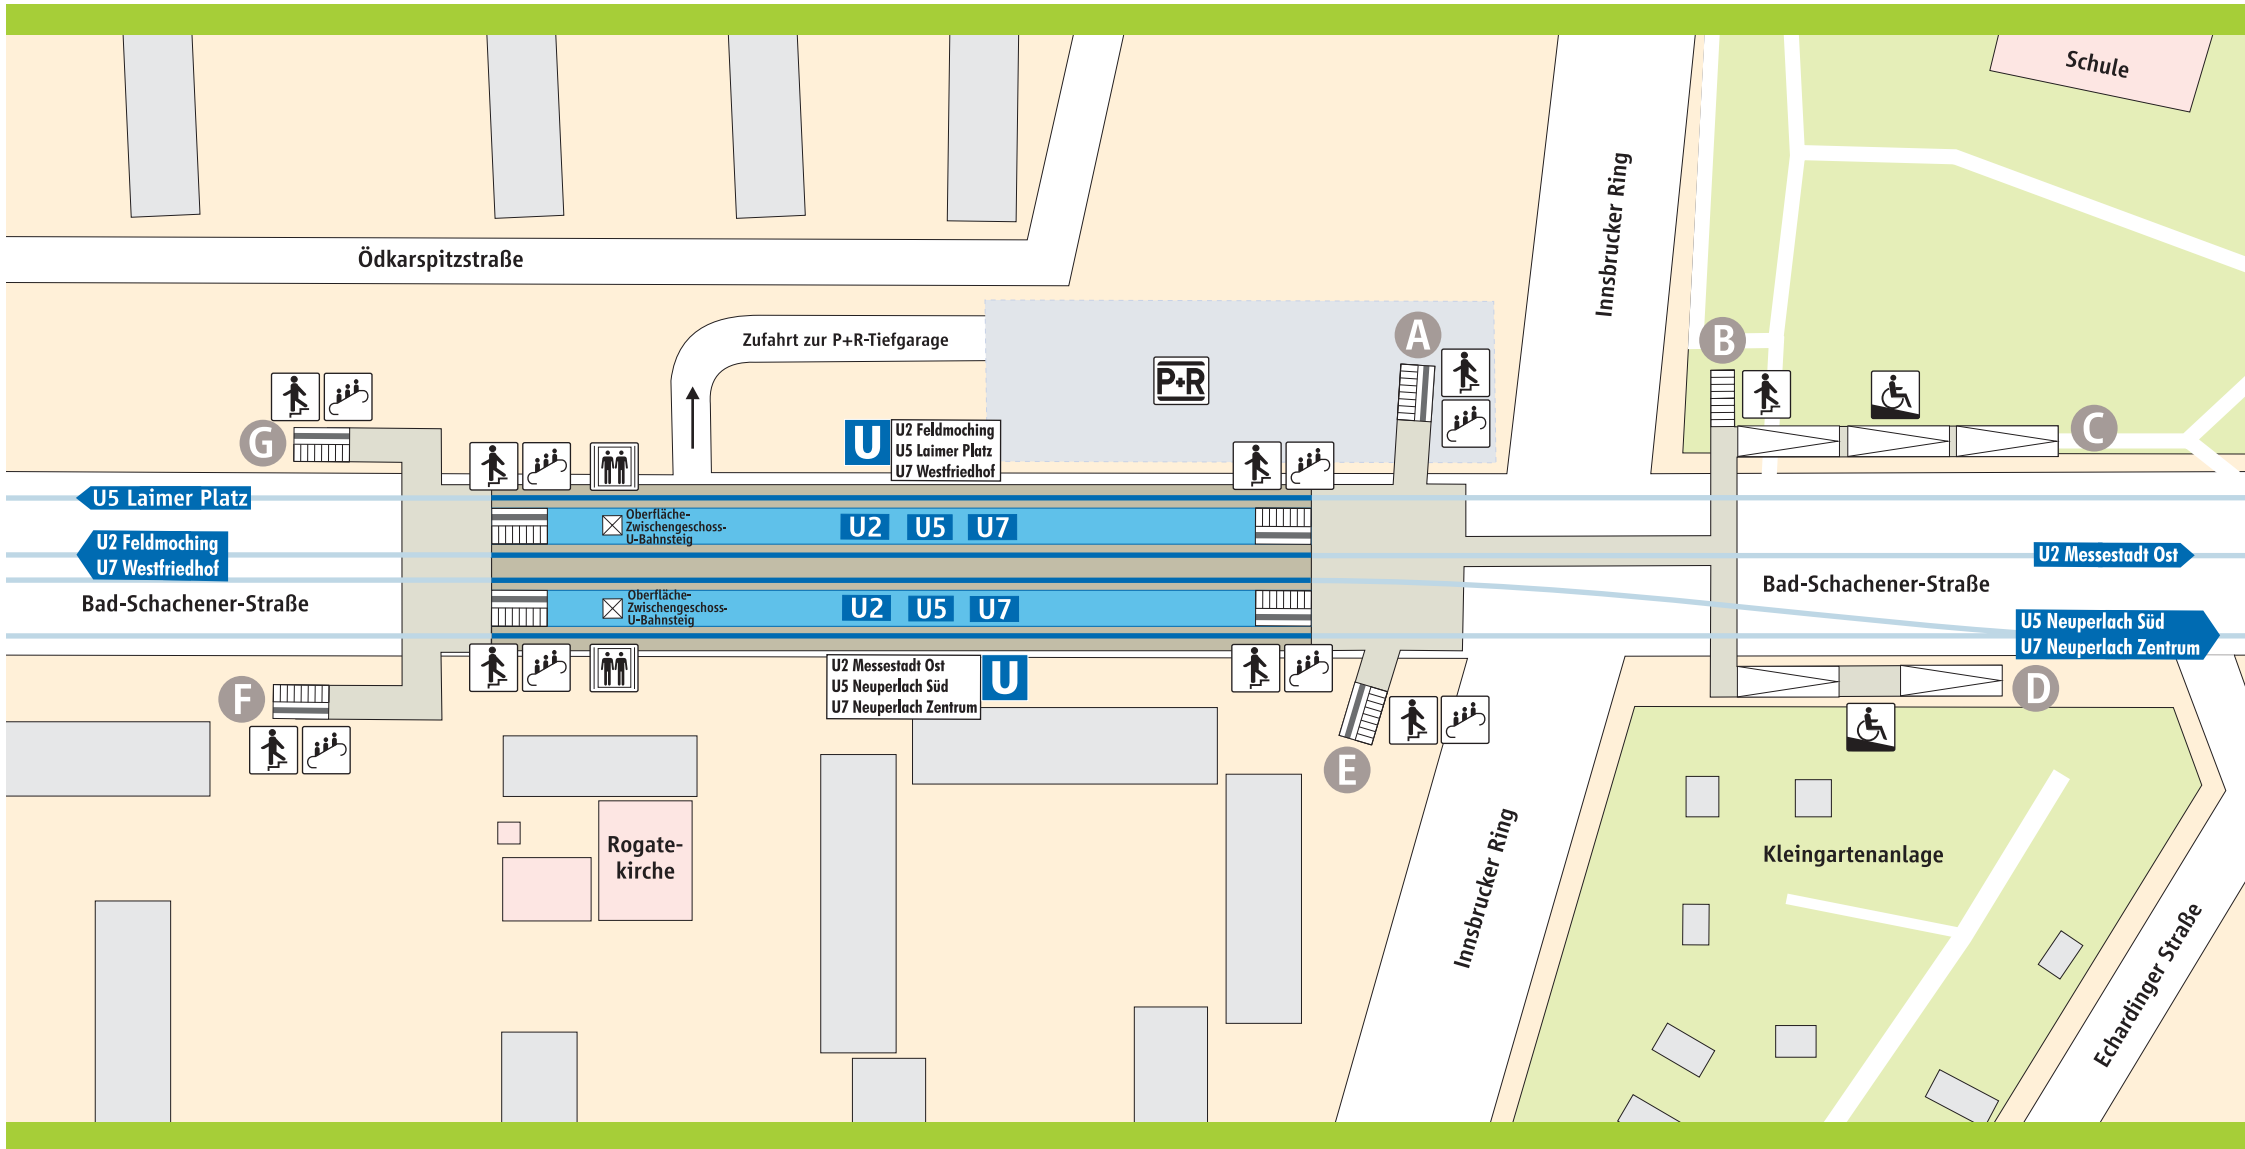 Schule
Innsbrucker Ring
Ödkarspitzstraße
Zufahrt zur P+R-Tiefgarage
A
B
P+R
C
G
U
U2 Feldmoching
U5 Laimer Platz
U7 Westfriedhof
U5 Laimer Platz
Oberfläche-
Zwischengeschoss-
U-Bahnsteig
U2 U5 U7
U2 Feldmoching
U7 Westfriedhof
U2 Messestadt Ost
Bad-Schachener-Straße
Bad-Schachener-Straße
Oberfläche-
Zwischengeschoss-
U-Bahnsteig
U2 U5 U7
U5 Neuperlach Süd
U7 Neuperlach Zentrum
U2 Messestadt Ost
U5 Neuperlach Süd
U7 Neuperlach Zentrum
U
F
D
E
Rogate-
kirche
Innsbrucker Ring
Kleingartenanlage
Echardinger Straße